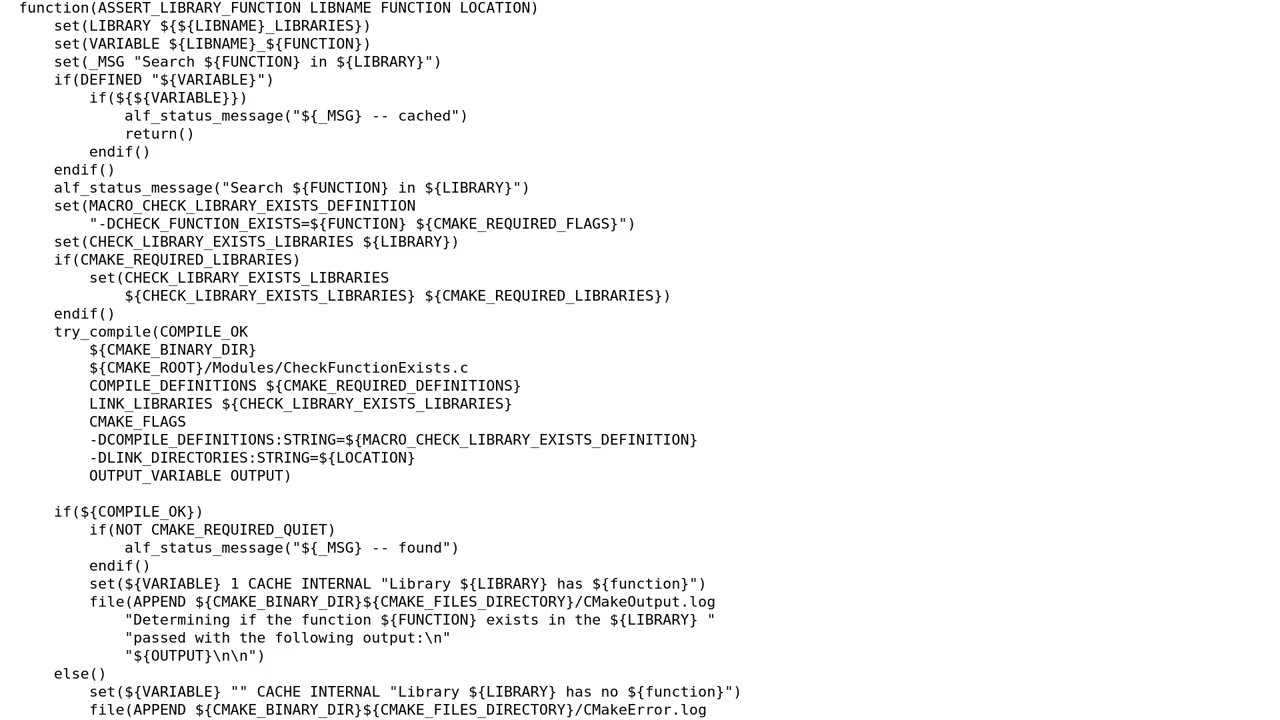 function(ASSERT_LIBRARY_FUNCTION LIBNAME FUNCTION LOCATION)
    set(LIBRARY ${${LIBNAME}_LIBRARIES})
    set(VARIABLE ${LIBNAME}_${FUNCTION})
    set(_MSG "Search ${FUNCTION} in ${LIBRARY}")
    if(DEFINED "${VARIABLE}")
        if(${${VARIABLE}})
            alf_status_message("${_MSG} -- cached")
            return()
        endif()
    endif()
    alf_status_message("Search ${FUNCTION} in ${LIBRARY}")
    set(MACRO_CHECK_LIBRARY_EXISTS_DEFINITION
        "-DCHECK_FUNCTION_EXISTS=${FUNCTION} ${CMAKE_REQUIRED_FLAGS}")
    set(CHECK_LIBRARY_EXISTS_LIBRARIES ${LIBRARY})
    if(CMAKE_REQUIRED_LIBRARIES)
        set(CHECK_LIBRARY_EXISTS_LIBRARIES
            ${CHECK_LIBRARY_EXISTS_LIBRARIES} ${CMAKE_REQUIRED_LIBRARIES})
    endif()
    try_compile(COMPILE_OK
        ${CMAKE_BINARY_DIR}
        ${CMAKE_ROOT}/Modules/CheckFunctionExists.c
        COMPILE_DEFINITIONS ${CMAKE_REQUIRED_DEFINITIONS}
        LINK_LIBRARIES ${CHECK_LIBRARY_EXISTS_LIBRARIES}
        CMAKE_FLAGS
        -DCOMPILE_DEFINITIONS:STRING=${MACRO_CHECK_LIBRARY_EXISTS_DEFINITION}
        -DLINK_DIRECTORIES:STRING=${LOCATION}
        OUTPUT_VARIABLE OUTPUT)

    if(${COMPILE_OK})
        if(NOT CMAKE_REQUIRED_QUIET)
            alf_status_message("${_MSG} -- found")
        endif()
        set(${VARIABLE} 1 CACHE INTERNAL "Library ${LIBRARY} has ${function}")
        file(APPEND ${CMAKE_BINARY_DIR}${CMAKE_FILES_DIRECTORY}/CMakeOutput.log
            "Determining if the function ${FUNCTION} exists in the ${LIBRARY} "
            "passed with the following output:\n"
            "${OUTPUT}\n\n")
    else()
        set(${VARIABLE} "" CACHE INTERNAL "Library ${LIBRARY} has no ${function}")
        file(APPEND ${CMAKE_BINARY_DIR}${CMAKE_FILES_DIRECTORY}/CMakeError.log